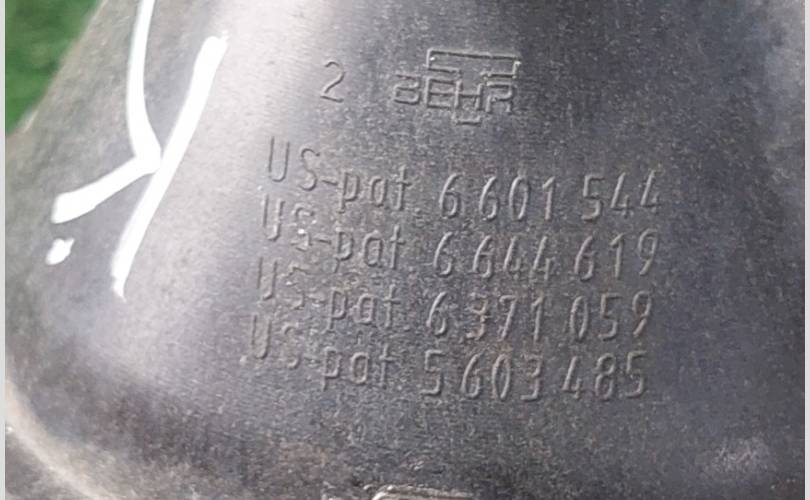 2 BEHR
US-pat. 6 601 544
US-pat. 6 644 619
US-pat. 6 371 059
US-pat. 5 603 485